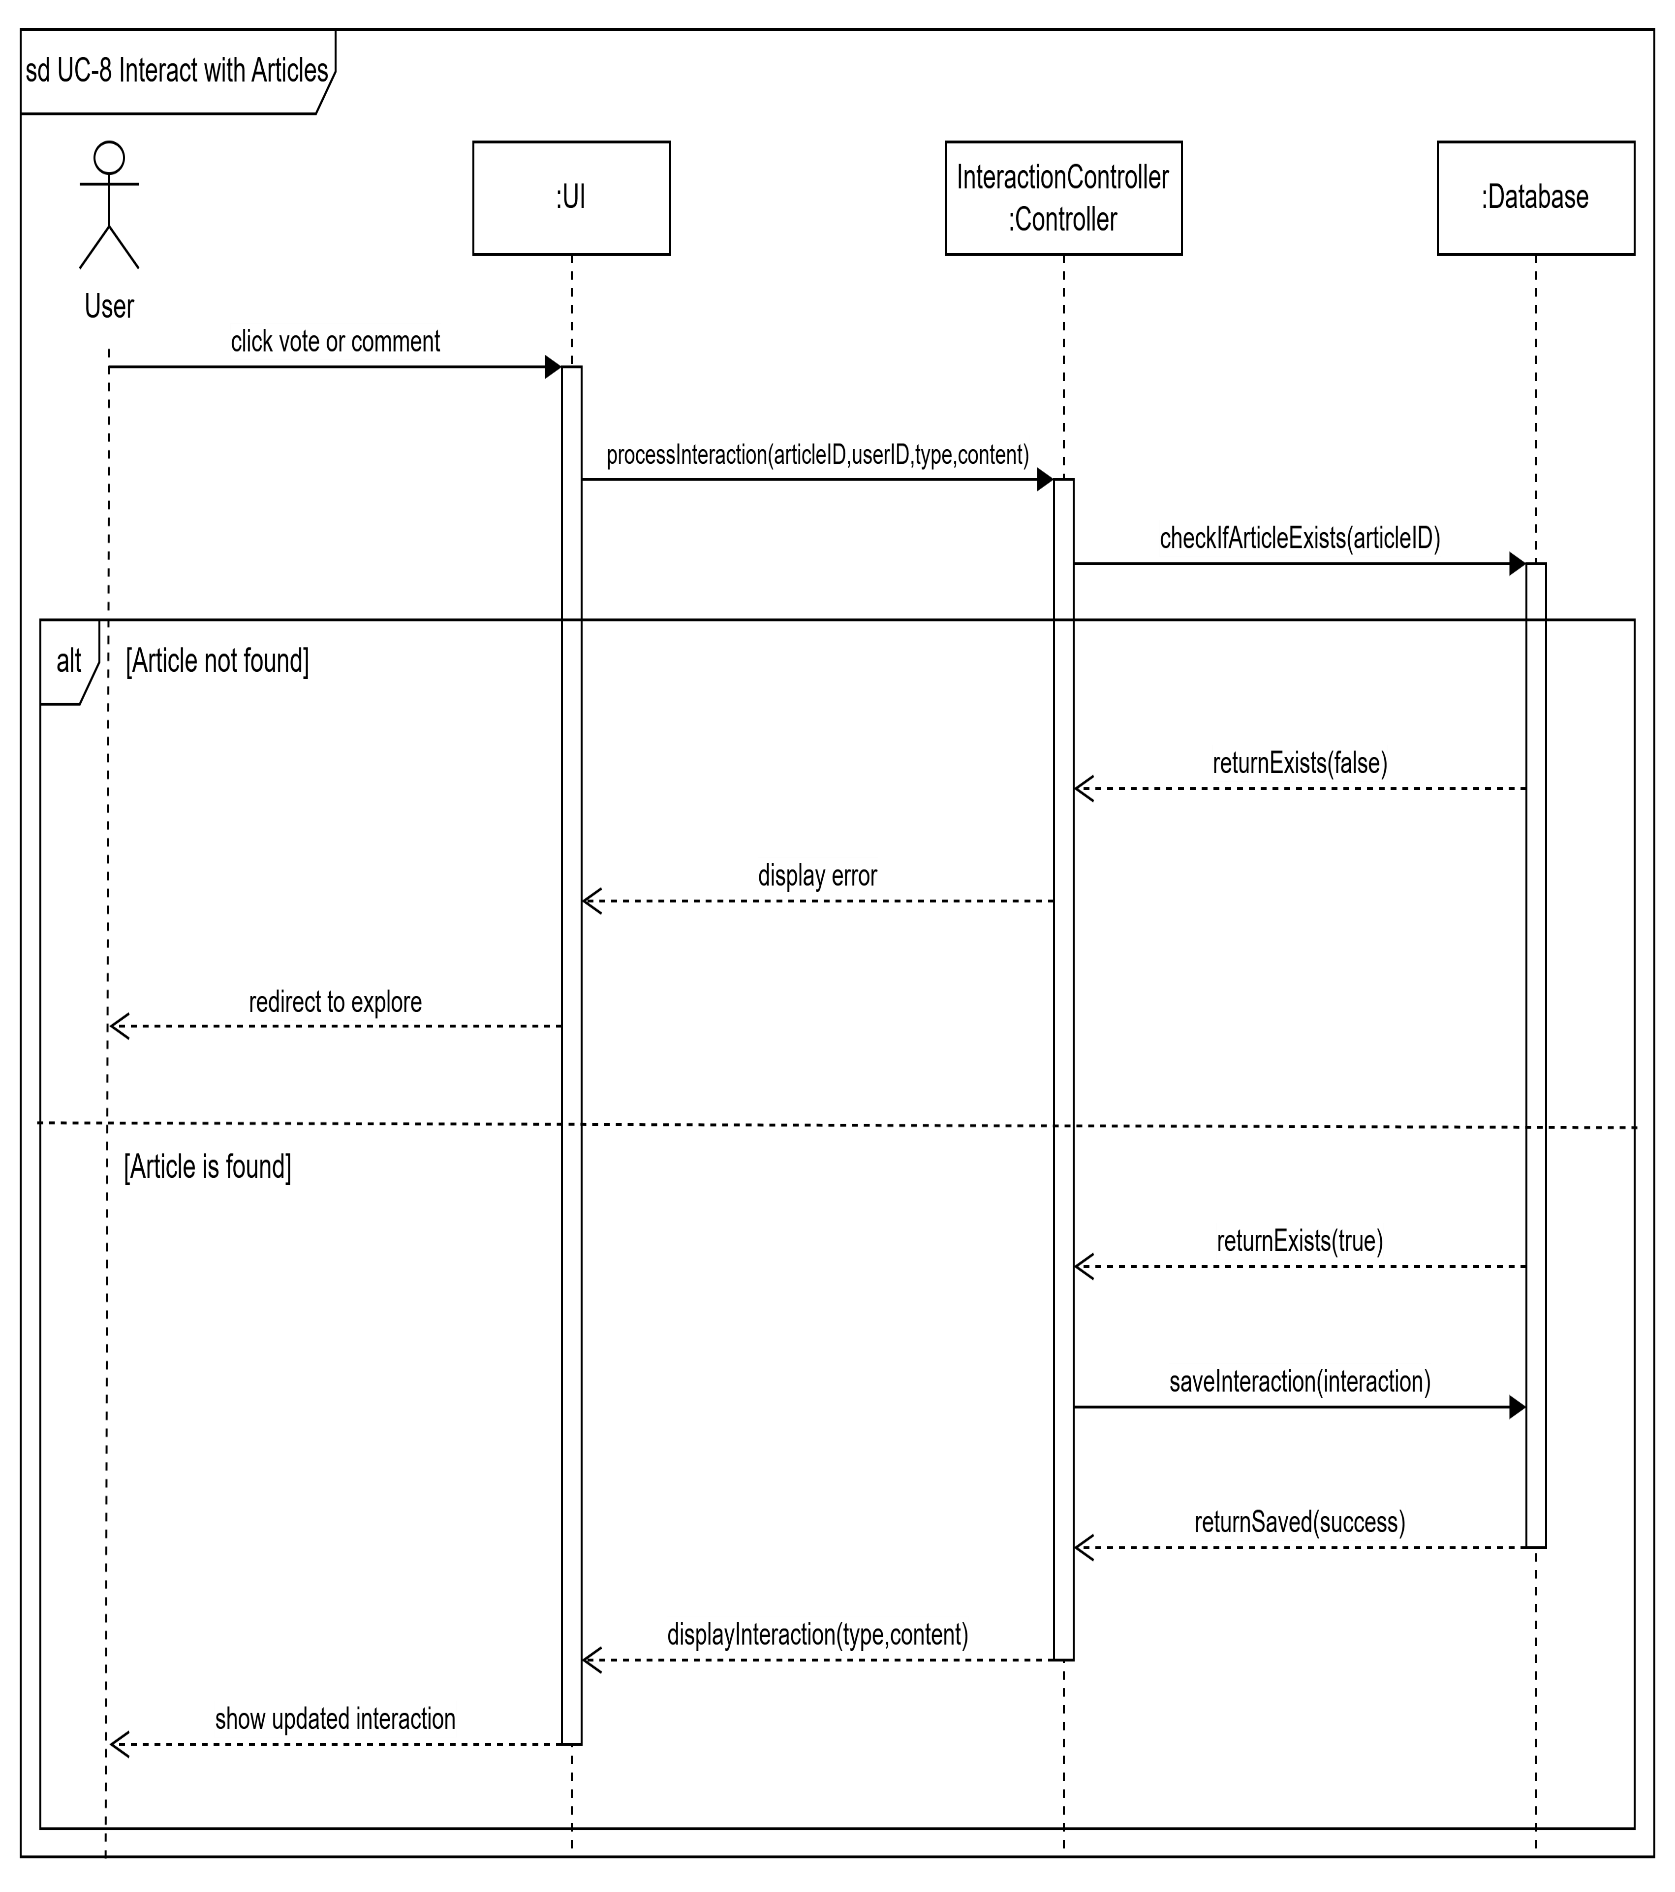 sd UC-8 Interact with Articles
:UI
InteractionController
:Controller
:Database
User
click vote or comment
processInteraction(articleID,userID,type,content)
checkIfArticleExists(articleID)
alt
[Article not found]
returnExists(false)
display error
redirect to explore
[Article is found]
returnExists(true)
saveInteraction(interaction)
returnSaved(success)
displayInteraction(type,content)
show updated interaction